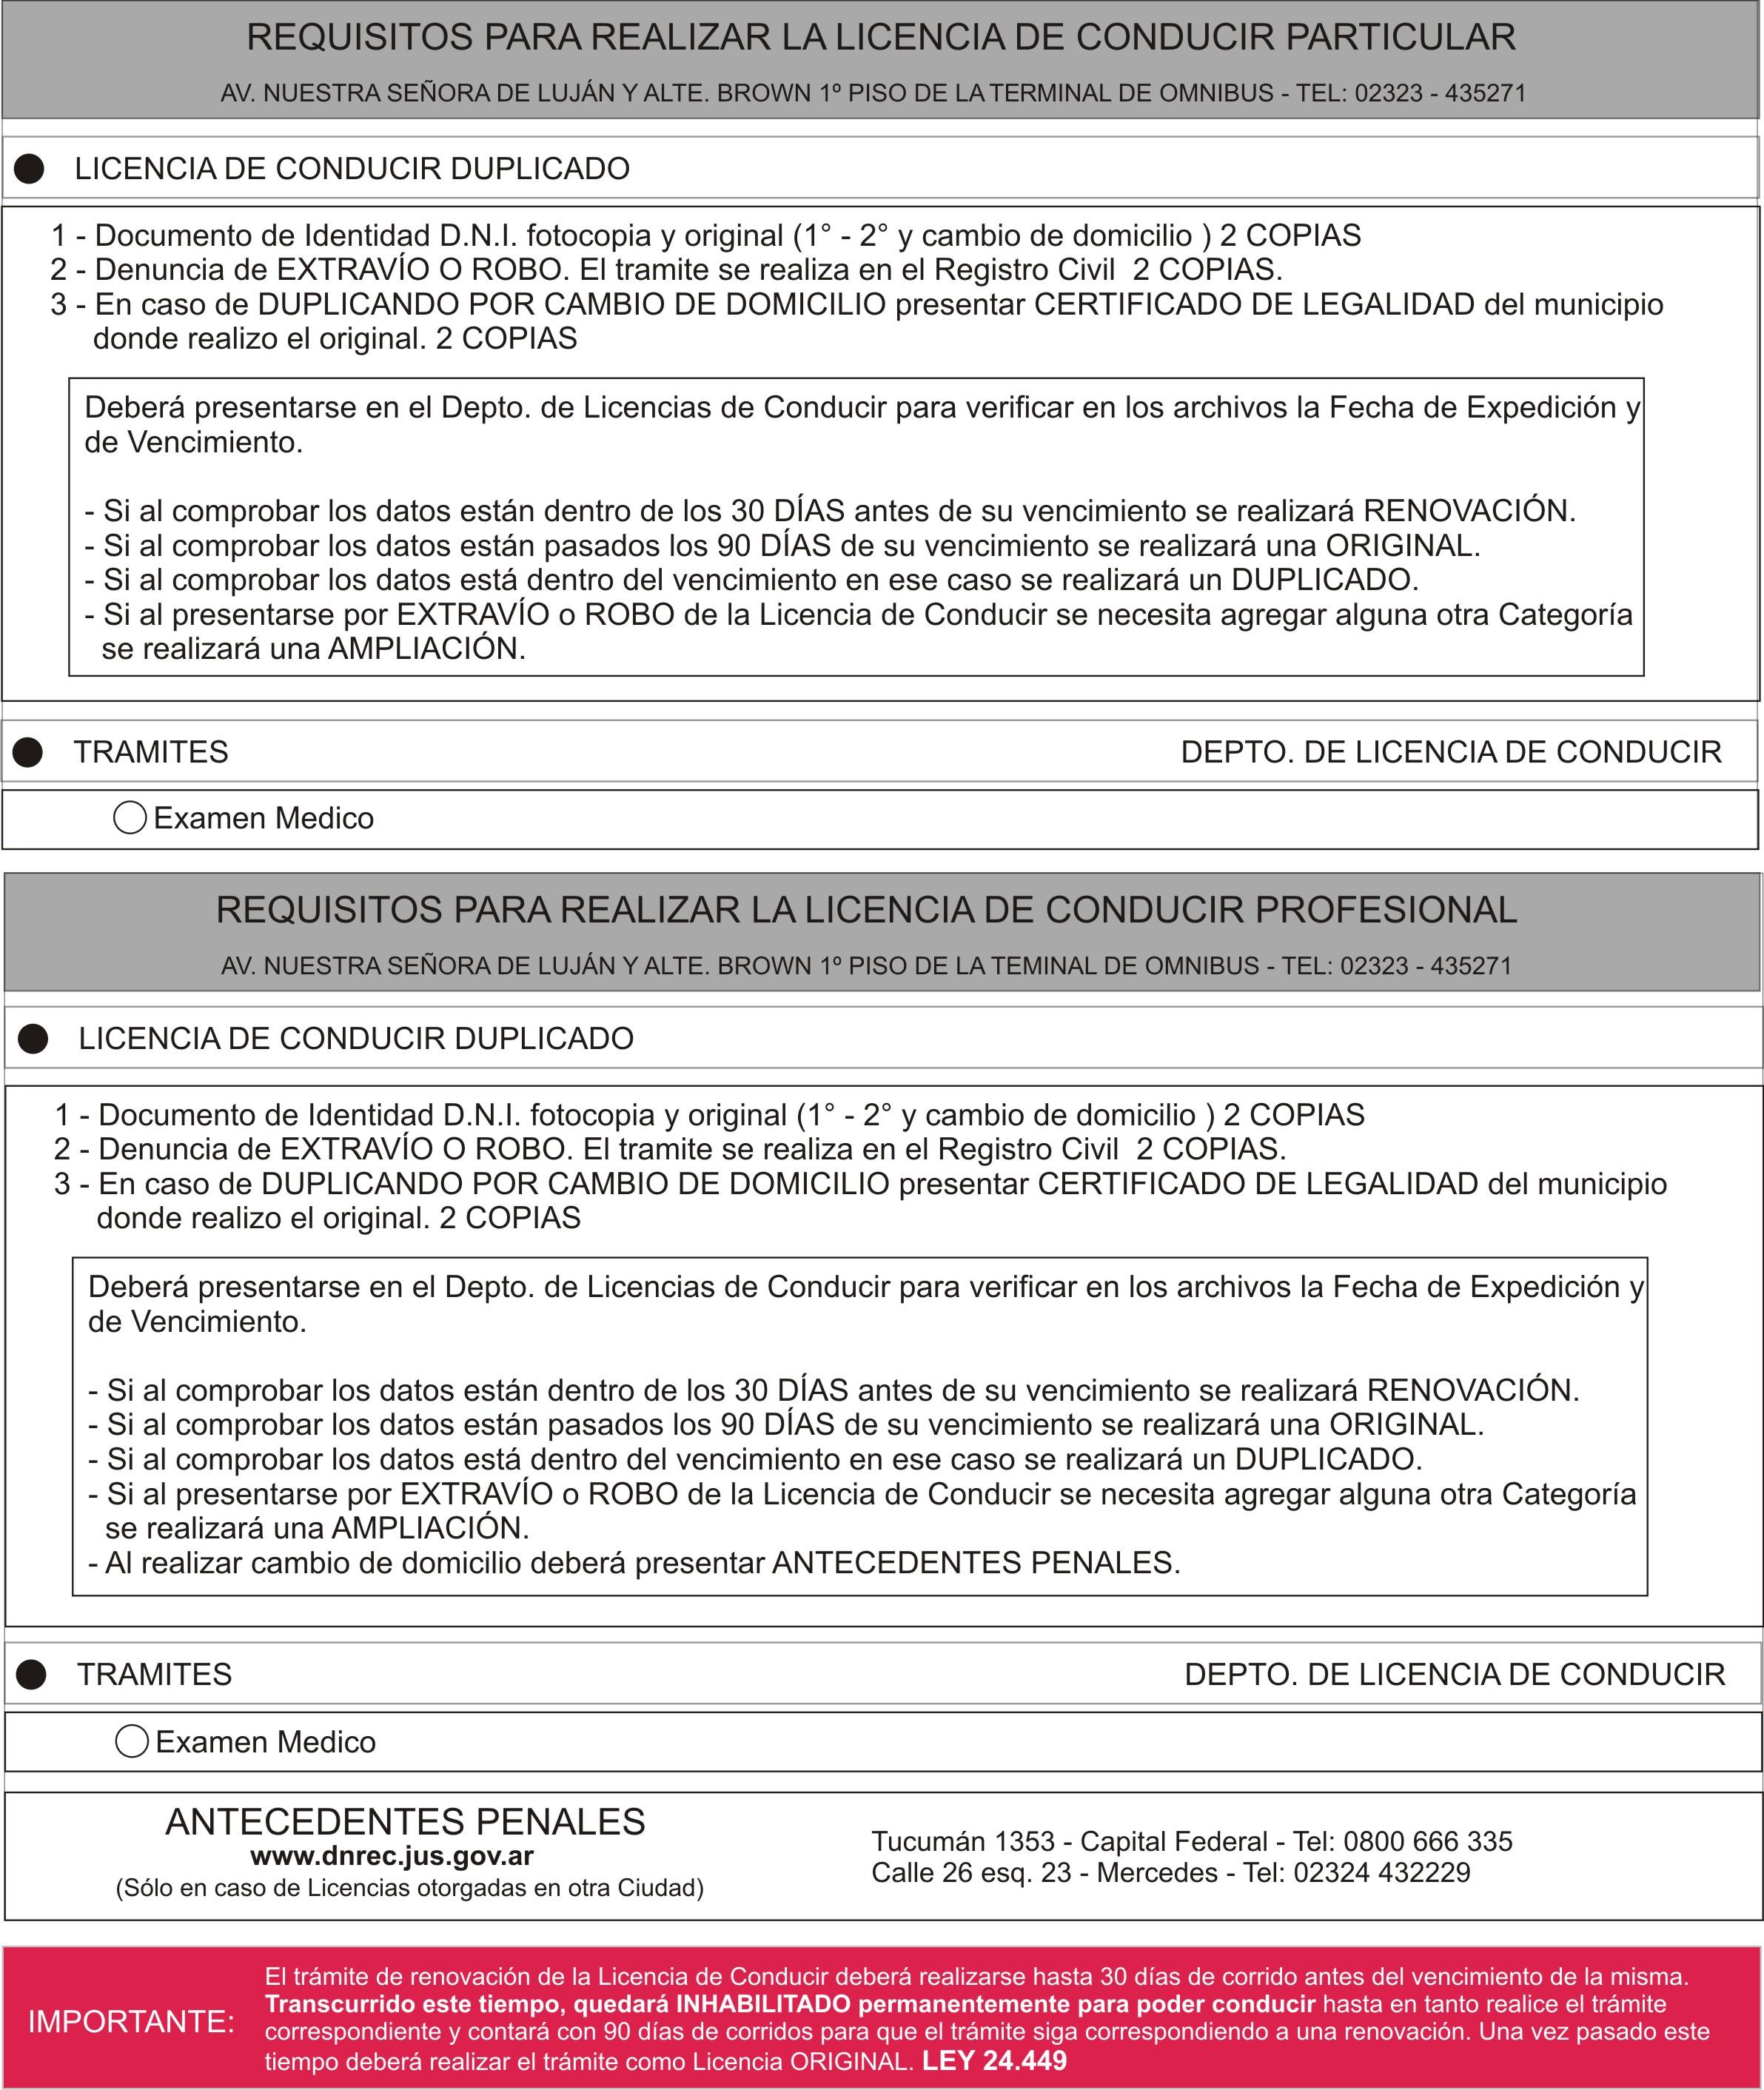 REQUISITOS PARA REALIZAR LA LICENCIA DE CONDUCIR PARTICULAR
AV. NUESTRA SEÑORA DE LUJÁN Y ALTE. BROWN 1º PISO DE LA TERMINAL DE OMNIBUS - TEL: 02323 - 435271
LICENCIA DE CONDUCIR DUPLICADO
1 - Documento de Identidad D.N.I. fotocopia y original (1° - 2° y cambio de domicilio ) 2 COPIAS
2 - Denuncia de EXTRAVÍO O ROBO. El tramite se realiza en el Registro Civil  2 COPIAS.
3 - En caso de DUPLICANDO POR CAMBIO DE DOMICILIO presentar CERTIFICADO DE LEGALIDAD del municipio
donde realizo el original. 2 COPIAS
Deberá presentarse en el Depto. de Licencias de Conducir para verificar en los archivos la Fecha de Expedición y
de Vencimiento.
- Si al comprobar los datos están dentro de los 30 DÍAS antes de su vencimiento se realizará RENOVACIÓN.
- Si al comprobar los datos están pasados los 90 DÍAS de su vencimiento se realizará una ORIGINAL.
- Si al comprobar los datos está dentro del vencimiento en ese caso se realizará un DUPLICADO.
- Si al presentarse por EXTRAVÍO o ROBO de la Licencia de Conducir se necesita agregar alguna otra Categoría
se realizará una AMPLIACIÓN.
TRAMITES DEPTO. DE LICENCIA DE CONDUCIR
Examen Medico
REQUISITOS PARA REALIZAR LA LICENCIA DE CONDUCIR PROFESIONAL
AV. NUESTRA SEÑORA DE LUJÁN Y ALTE. BROWN 1º PISO DE LA TEMINAL DE OMNIBUS - TEL: 02323 - 435271
LICENCIA DE CONDUCIR DUPLICADO
1 - Documento de Identidad D.N.I. fotocopia y original (1° - 2° y cambio de domicilio ) 2 COPIAS
2 - Denuncia de EXTRAVÍO O ROBO. El tramite se realiza en el Registro Civil  2 COPIAS.
3 - En caso de DUPLICANDO POR CAMBIO DE DOMICILIO presentar CERTIFICADO DE LEGALIDAD del municipio
donde realizo el original. 2 COPIAS
Deberá presentarse en el Depto. de Licencias de Conducir para verificar en los archivos la Fecha de Expedición y
de Vencimiento.
- Si al comprobar los datos están dentro de los 30 DÍAS antes de su vencimiento se realizará RENOVACIÓN.
- Si al comprobar los datos están pasados los 90 DÍAS de su vencimiento se realizará una ORIGINAL.
- Si al comprobar los datos está dentro del vencimiento en ese caso se realizará un DUPLICADO.
- Si al presentarse por EXTRAVÍO o ROBO de la Licencia de Conducir se necesita agregar alguna otra Categoría
se realizará una AMPLIACIÓN.
- Al realizar cambio de domicilio deberá presentar ANTECEDENTES PENALES.
TRAMITES DEPTO. DE LICENCIA DE CONDUCIR
Examen Medico
ANTECEDENTES PENALES
www.dnrec.jus.gov.ar
(Sólo en caso de Licencias otorgadas en otra Ciudad)
Tucumán 1353 - Capital Federal - Tel: 0800 666 335
Calle 26 esq. 23 - Mercedes - Tel: 02324 432229
IMPORTANTE:
El trámite de renovación de la Licencia de Conducir deberá realizarse hasta 30 días de corrido antes del vencimiento de la misma.
Transcurrido este tiempo, quedará INHABILITADO permanentemente para poder conducir hasta en tanto realice el trámite
correspondiente y contará con 90 días de corridos para que el trámite siga correspondiendo a una renovación. Una vez pasado este
tiempo deberá realizar el trámite como Licencia ORIGINAL. LEY 24.449